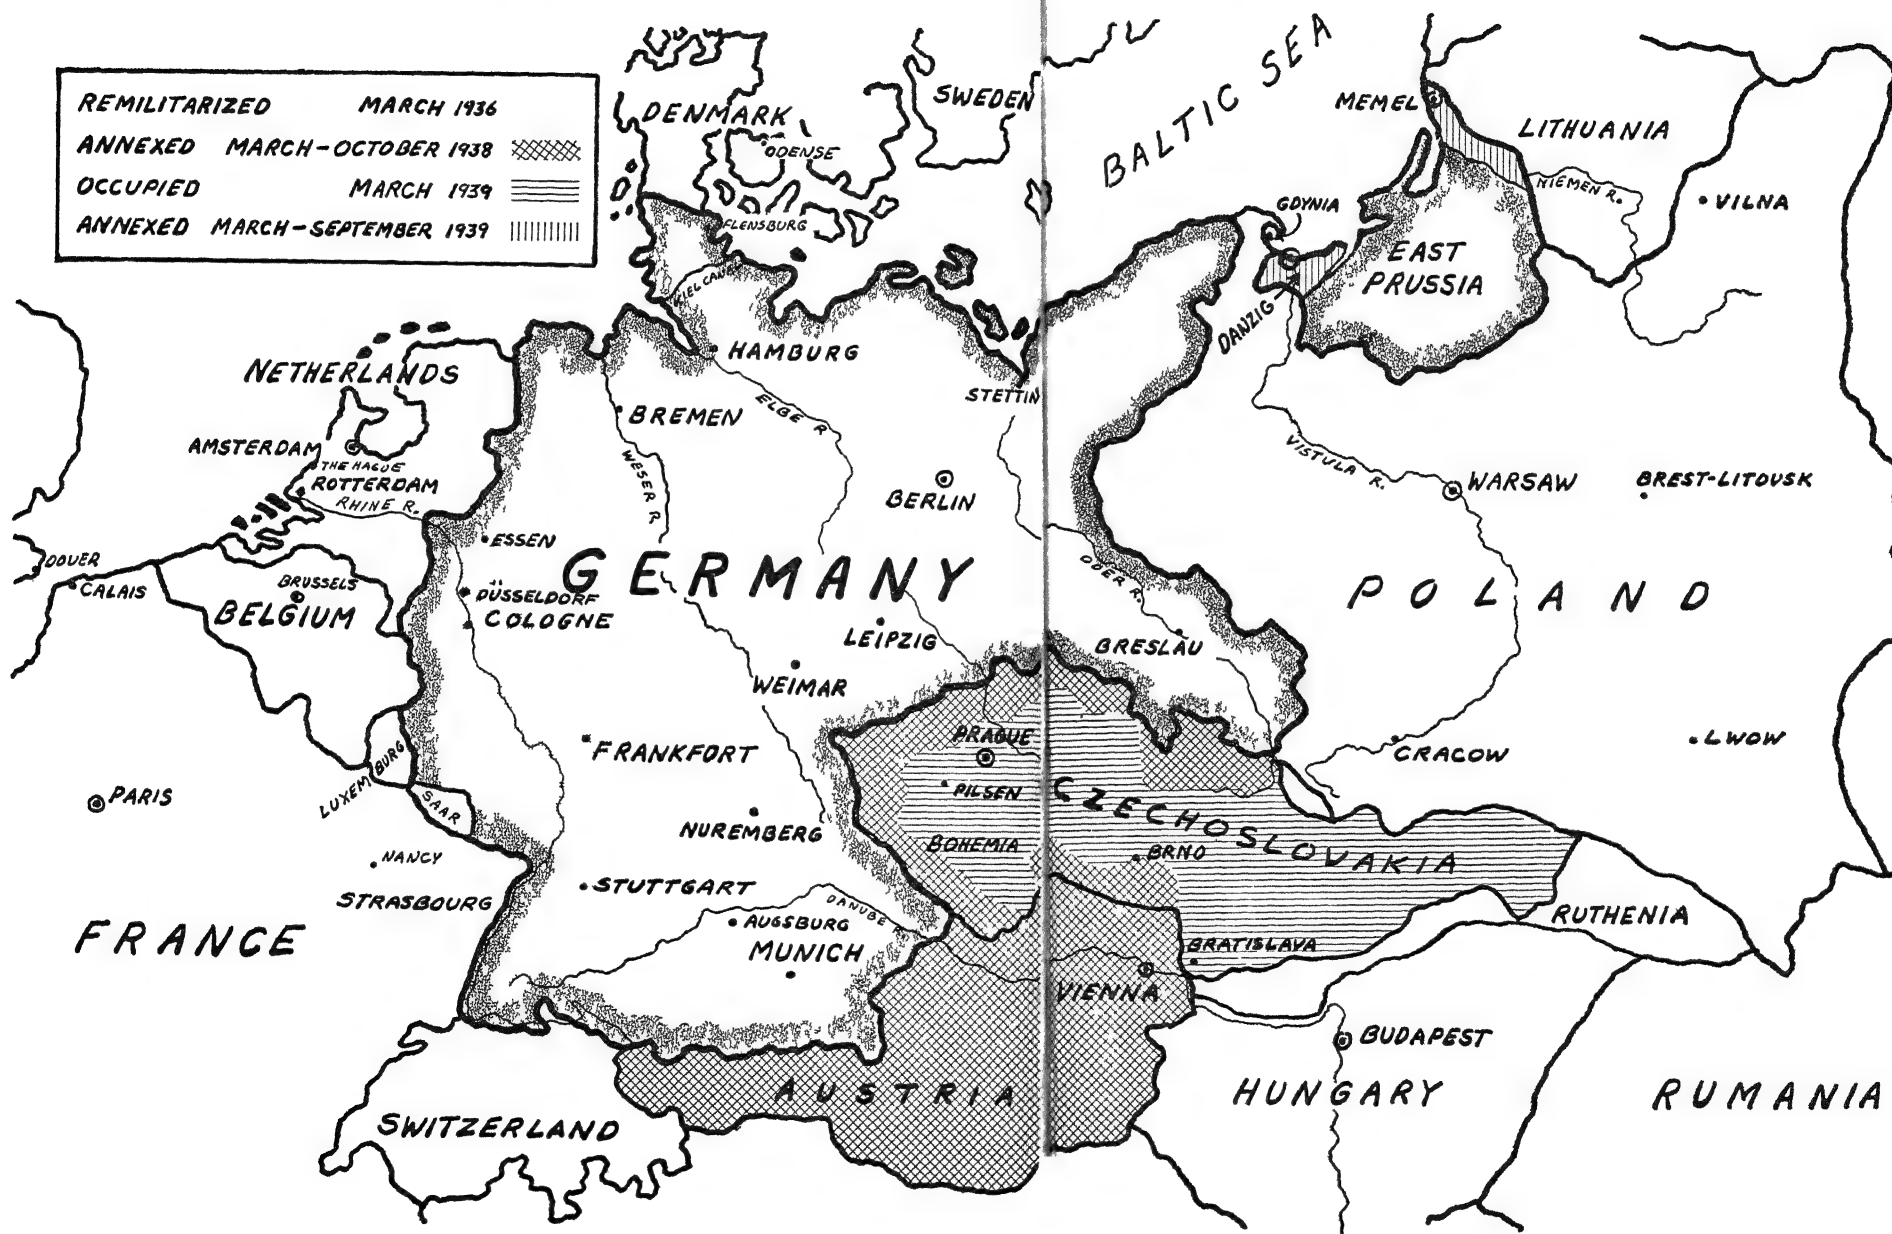 REMILITARIZED MARCH 1936
ANNEXED MARCH-OCTOBER 1938
OCCUPIED MARCH 1939
ANNEXED MARCH-SEPTEMBER 1939
DENMARK
ODENSE
FLENSBURG
SWEDEN
BALTIC SEA
MEMEL
LITHUANIA
NIEMEN R.
VILNA
GDYNIA
EAST
PRUSSIA
DANZIG
KIEL CANAL
HAMBURG
NETHERLANDS
STETTIN
BREMEN
ELBE R
WESER R
AMSTERDAM
THE HAGUE
ROTTERDAM
RHINE R.
BERLIN
VISTULA R.
WARSAW
BREST-LITOUSK
ESSEN
DOUER
CALAIS
BRUSSELS
BELGIUM
DÜSSELDORF
COLOGNE
GERMANY
ODER R.
POLAND
LEIPZIG
BRESLAU
WEIMAR
LUXEMBURG
SAAR
FRANKFORT
PRAGUE
PILSEN
CZECHOSLOVAKIA
CRACOW
LWOW
PARIS
NANCY
NUREMBERG
BOHEMIA
BRNO
STRASBOURG
STUTTGART
AUGSBURG
DANUBE R.
MUNICH
FRANCE
RUTHENIA
BRATISLAVA
VIENNA
BUDAPEST
AUSTRIA
HUNGARY
RUMANIA
SWITZERLAND